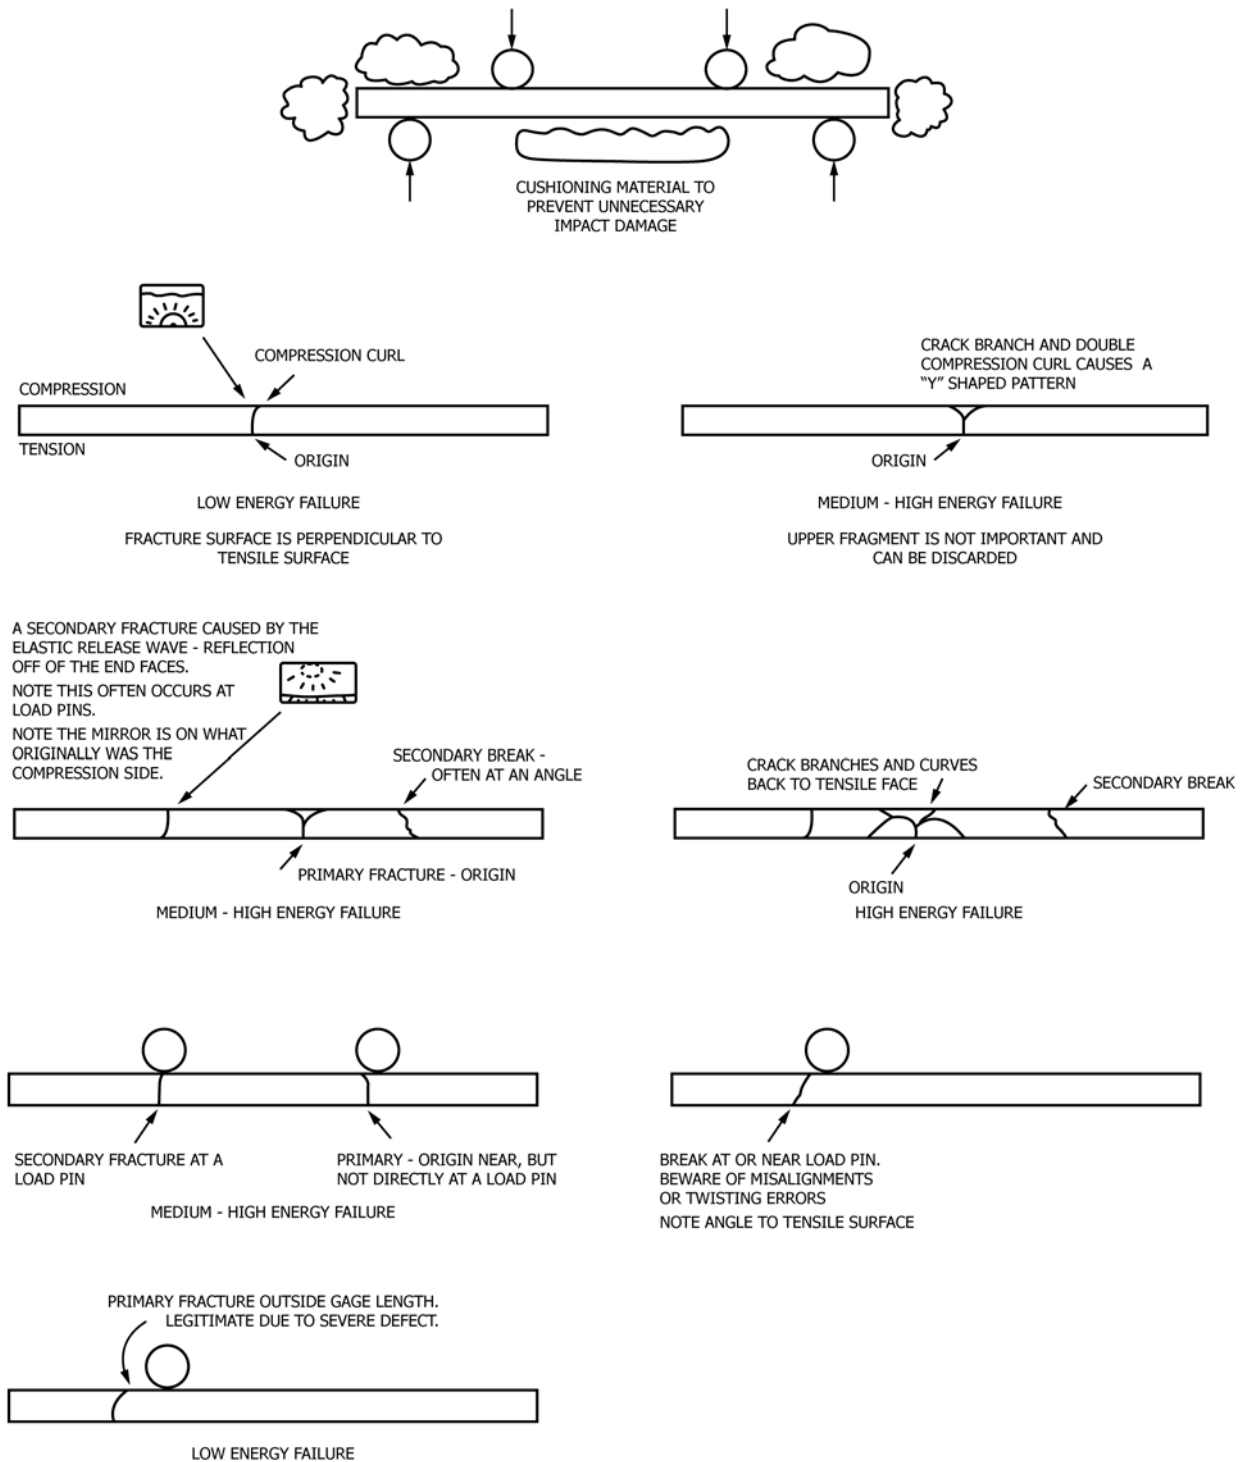 CUSHIONING MATERIAL TO
PREVENT UNNECESSARY
IMPACT DAMAGE
COMPRESSION CURL
COMPRESSION
TENSION
ORIGIN
LOW ENERGY FAILURE
FRACTURE SURFACE IS PERPENDICULAR TO
TENSILE SURFACE
CRACK BRANCH AND DOUBLE
COMPRESSION CURL CAUSES A
"Y" SHAPED PATTERN
ORIGIN
MEDIUM - HIGH ENERGY FAILURE
UPPER FRAGMENT IS NOT IMPORTANT AND
CAN BE DISCARDED
A SECONDARY FRACTURE CAUSED BY THE
ELASTIC RELEASE WAVE - REFLECTION
OFF OF THE END FACES.
NOTE THIS OFTEN OCCURS AT
LOAD PINS.
NOTE THE MIRROR IS ON WHAT
ORIGINALLY WAS THE
COMPRESSION SIDE.
SECONDARY BREAK -
OFTEN AT AN ANGLE
PRIMARY FRACTURE - ORIGIN
MEDIUM - HIGH ENERGY FAILURE
CRACK BRANCHES AND CURVES
BACK TO TENSILE FACE
SECONDARY BREAK
ORIGIN
HIGH ENERGY FAILURE
SECONDARY FRACTURE AT A
LOAD PIN
PRIMARY - ORIGIN NEAR, BUT
NOT DIRECTLY AT A LOAD PIN
MEDIUM - HIGH ENERGY FAILURE
BREAK AT OR NEAR LOAD PIN.
BEWARE OF MISALIGNMENTS
OR TWISTING ERRORS
NOTE ANGLE TO TENSILE SURFACE
PRIMARY FRACTURE OUTSIDE GAGE LENGTH.
LEGITIMATE DUE TO SEVERE DEFECT.
LOW ENERGY FAILURE